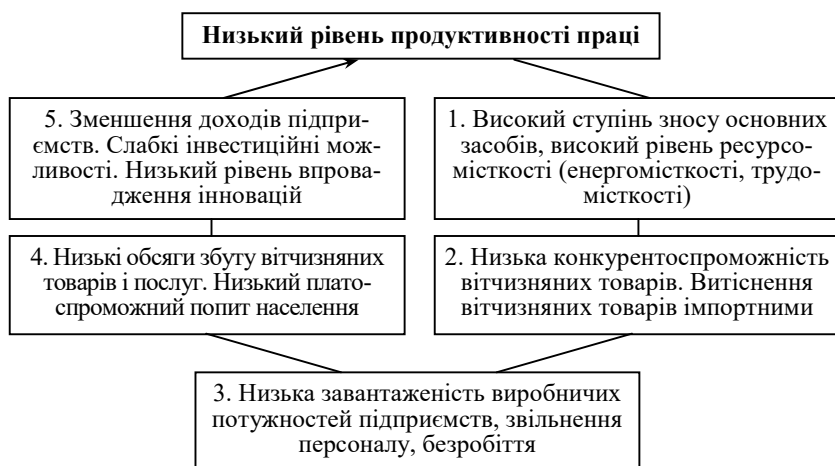 Низький рівень продуктивності праці
5. Зменшення доходів підпри-
ємств. Слабкі інвестиційні мож-
ливості. Низький рівень впрова-
дження інновацій
1. Високий ступінь зносу основних
засобів, високий рівень ресурсо-
місткості (енергомісткості, трудо-
місткості)
4. Низькі обсяги збуту вітчизняних
товарів і послуг. Низький плато-
спроможний попит населення
2. Низька конкурентоспроможність
вітчизняних товарів. Витіснення
вітчизняних товарів імпортними
3. Низька завантаженість виробничих
потужностей підприємств, звільнення
персоналу, безробіття